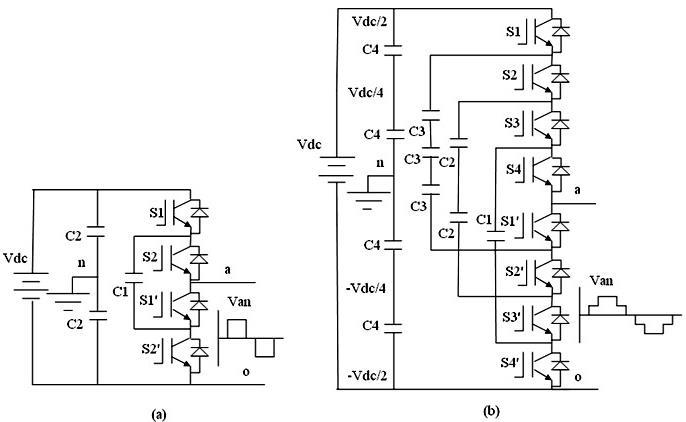 Vdc
C2
n
C2
C1
S1
S2
S1'
S2'
a
Van
o
(a)
Vdc/2
C4
Vdc/4
C4
Vdc
n
C4
-Vdc/4
C4
-Vdc/2
C3
C3
C3
C2
C2
C1
S1
S2
S3
S4
S1'
S2'
S3'
S4'
a
Van
o
(b)